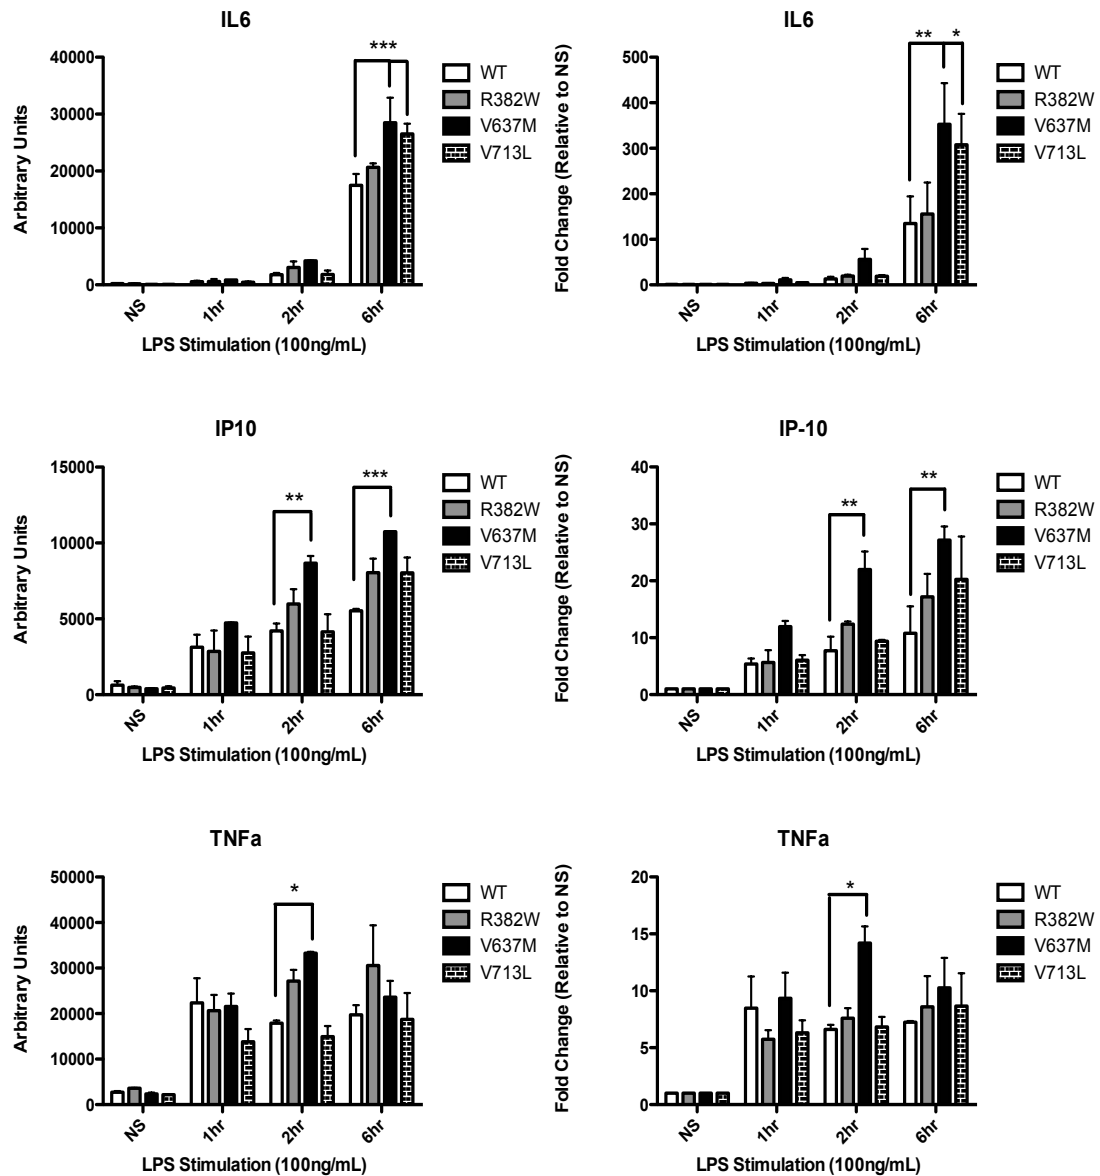 IL6
***
40000
30000
20000
10000
0
Arbitrary Units
NS
1hr
2hr
6hr
LPS Stimulation (100ng/mL)
WT
R382W
V637M
V713L
IL6
**
*
500
400
300
200
100
0
Fold Change (Relative to NS)
NS
1hr
2hr
6hr
LPS Stimulation (100ng/mL)
WT
R382W
V637M
V713L
IP10
**
***
15000
10000
5000
0
Arbitrary Units
NS
1hr
2hr
6hr
LPS Stimulation (100ng/mL)
WT
R382W
V637M
V713L
IP-10
**
**
40
30
20
10
0
Fold Change (Relative to NS)
NS
1hr
2hr
6hr
LPS Stimulation (100ng/mL)
WT
R382W
V637M
V713L
TNFa
*
50000
40000
30000
20000
10000
0
Arbitrary Units
NS
1hr
2hr
6hr
LPS Stimulation (100ng/mL)
WT
R382W
V637M
V713L
TNFa
*
20
15
10
5
0
Fold Change (Relative to NS)
NS
1hr
2hr
6hr
LPS Stimulation (100ng/mL)
WT
R382W
V637M
V713L